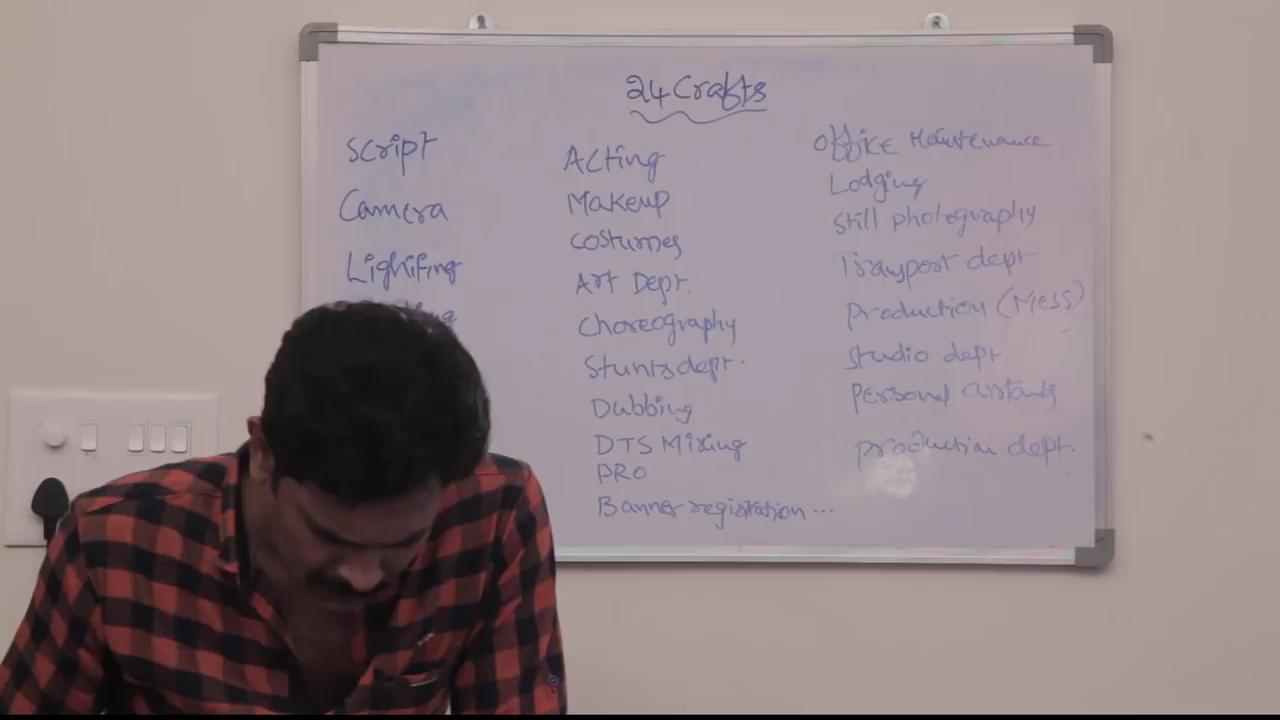 24 Crafts
Script
Camera
Lighting
Acting
Makeup
Costumes
Art Dept.
Choreography
Stunts dept.
Dubbing
DTS Mixing
PRO
Banner registration ...
Office Maintenance
Lodging
Still photography
Transport dept
Production (Mess)
Studio dept
Personal
production dept.